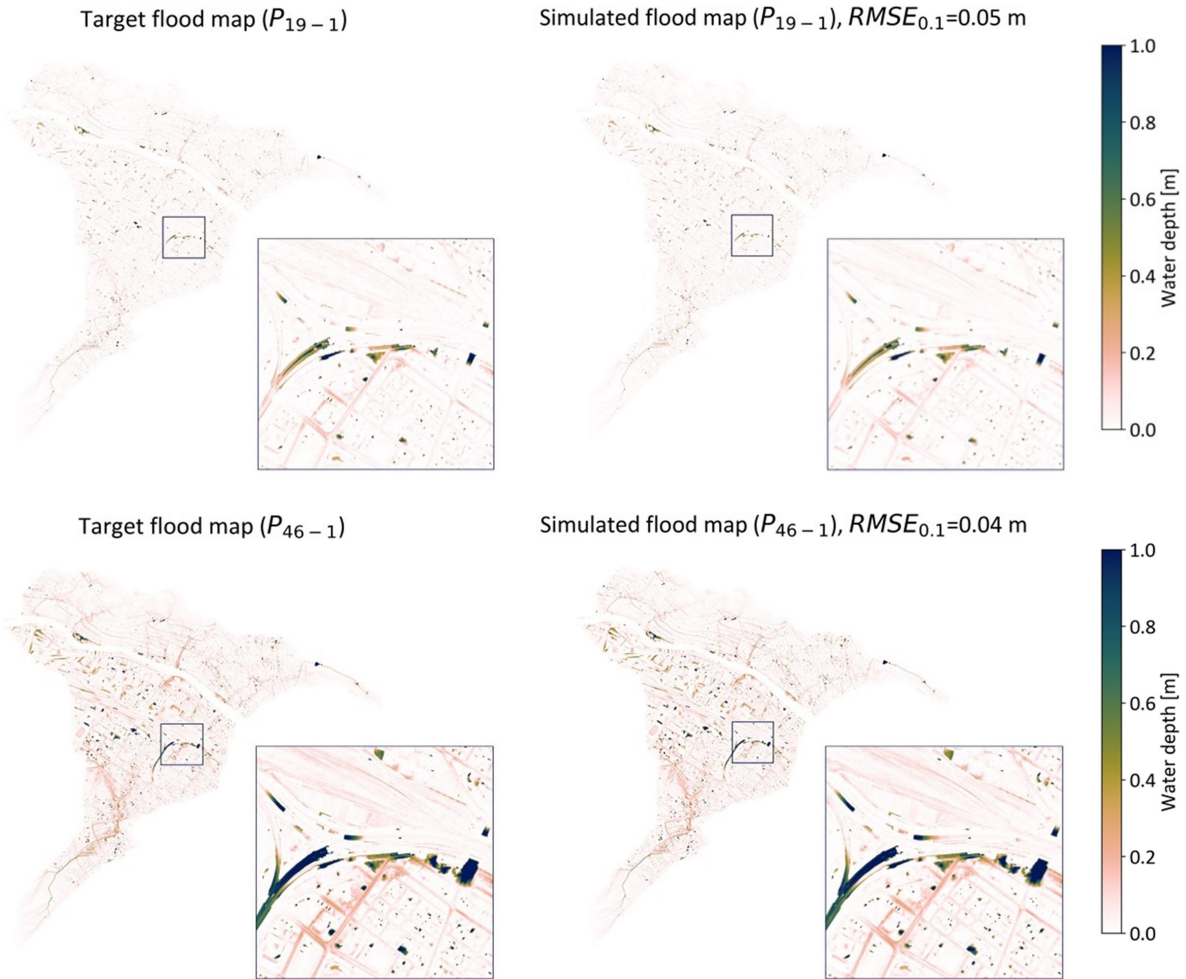 Target flood map (P19 − 1)
Simulated flood map (P19 − 1), RMSE0.1=0.05 m
1.0
0.8
0.6
0.4
0.2
0.0
Water depth [m]
Target flood map (P46 − 1)
Simulated flood map (P46 − 1), RMSE0.1=0.04 m
1.0
0.8
0.6
0.4
0.2
0.0
Water depth [m]